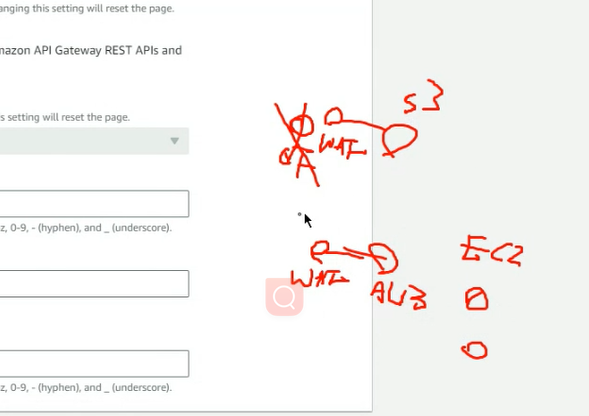 anging this setting will reset the page.
mazon API Gateway REST APIs and
s setting will reset the page.
z, 0-9, - (hyphen), and _ (underscore).
z, 0-9, - (hyphen), and _ (underscore).
S3
WAF
A
EC2
WAF
ALB